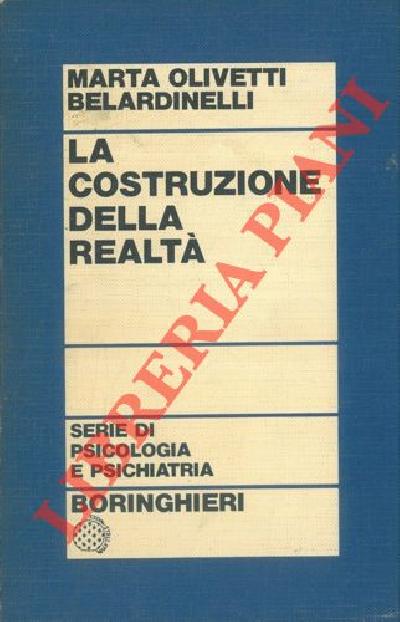 MARTA OLIVETTI
BELARDINELLI
LA
COSTRUZIONE
DELLA
REALTÀ
SERIE DI
PSICOLOGIA
E PSICHIATRIA
BORINGHIERI
LIBRERIA PIANI